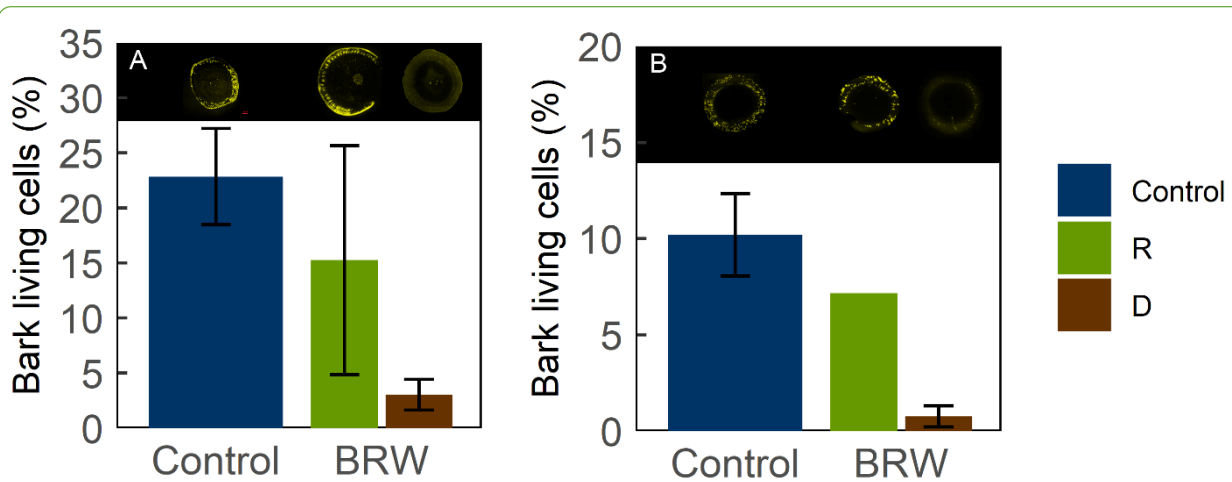 Bark living cells (%)
35
30
25
20
15
10
5
0
A
Control
BRW
Bark living cells (%)
20
15
10
5
0
B
Control
BRW
Control
R
D